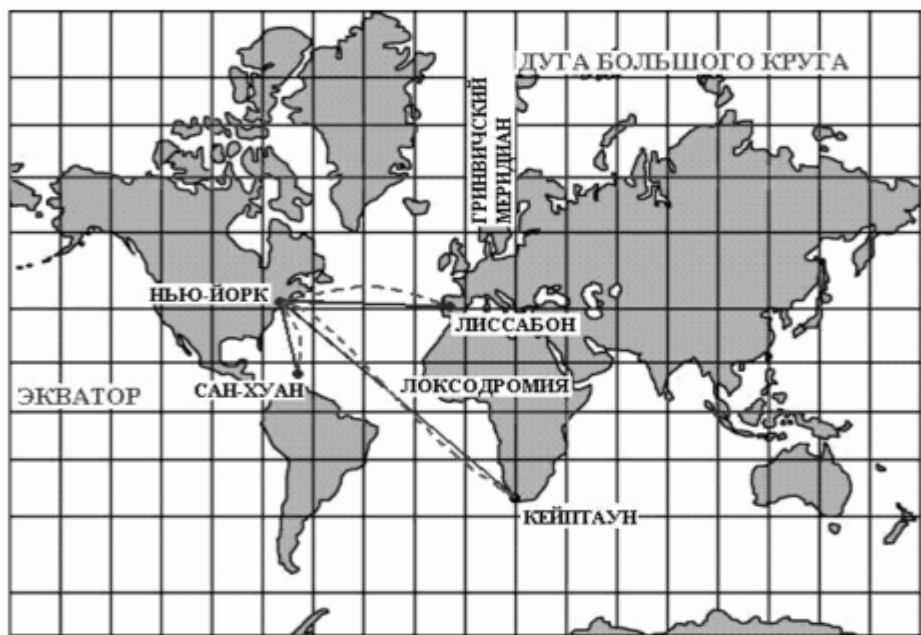 ДУГА БОЛЬШОГО КРУГА
ГРИНВИЧСКИЙ
МЕРИДИАН
НЬЮ-ЙОРК
ЛИССАБОН
САН-ХУАН
ЛОКСОДРОМИЯ
ЭКВАТОР
КЕЙПТАУН